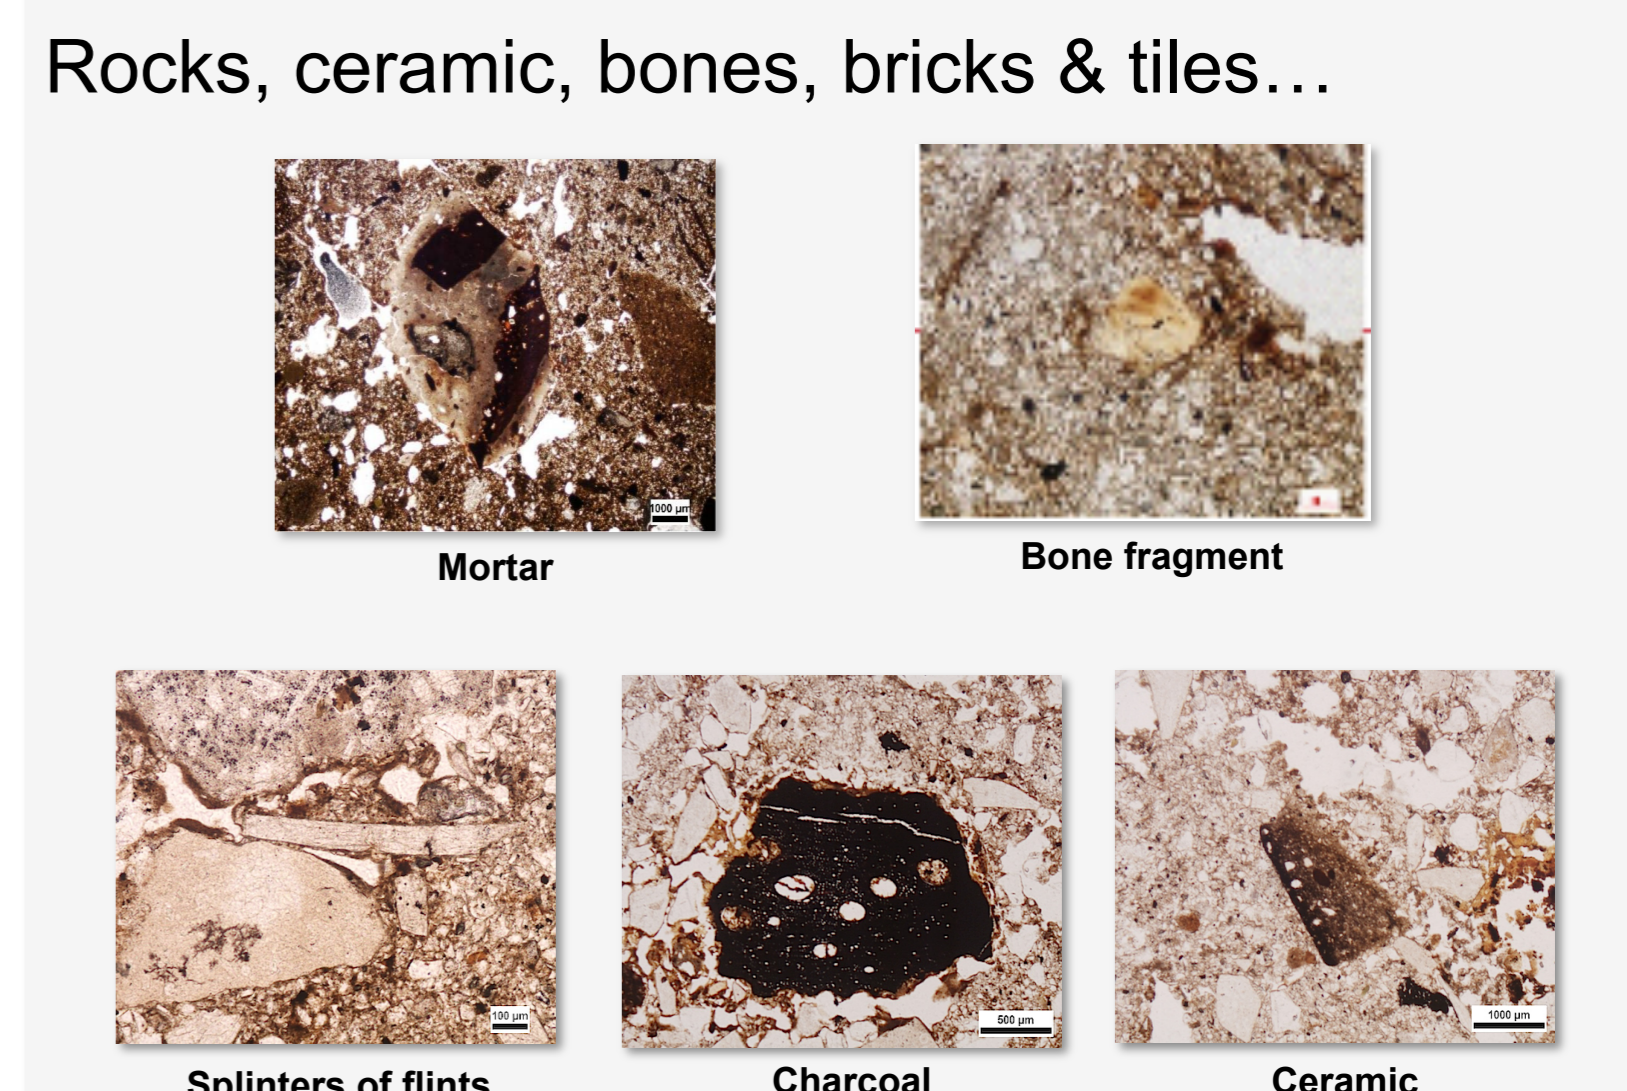 Rocks, ceramic, bones, bricks & tiles…
1000 µm
Mortar
Bone fragment
100 µm
500 µm
1000 µm
Splinters of flints
Charcoal
Ceramic